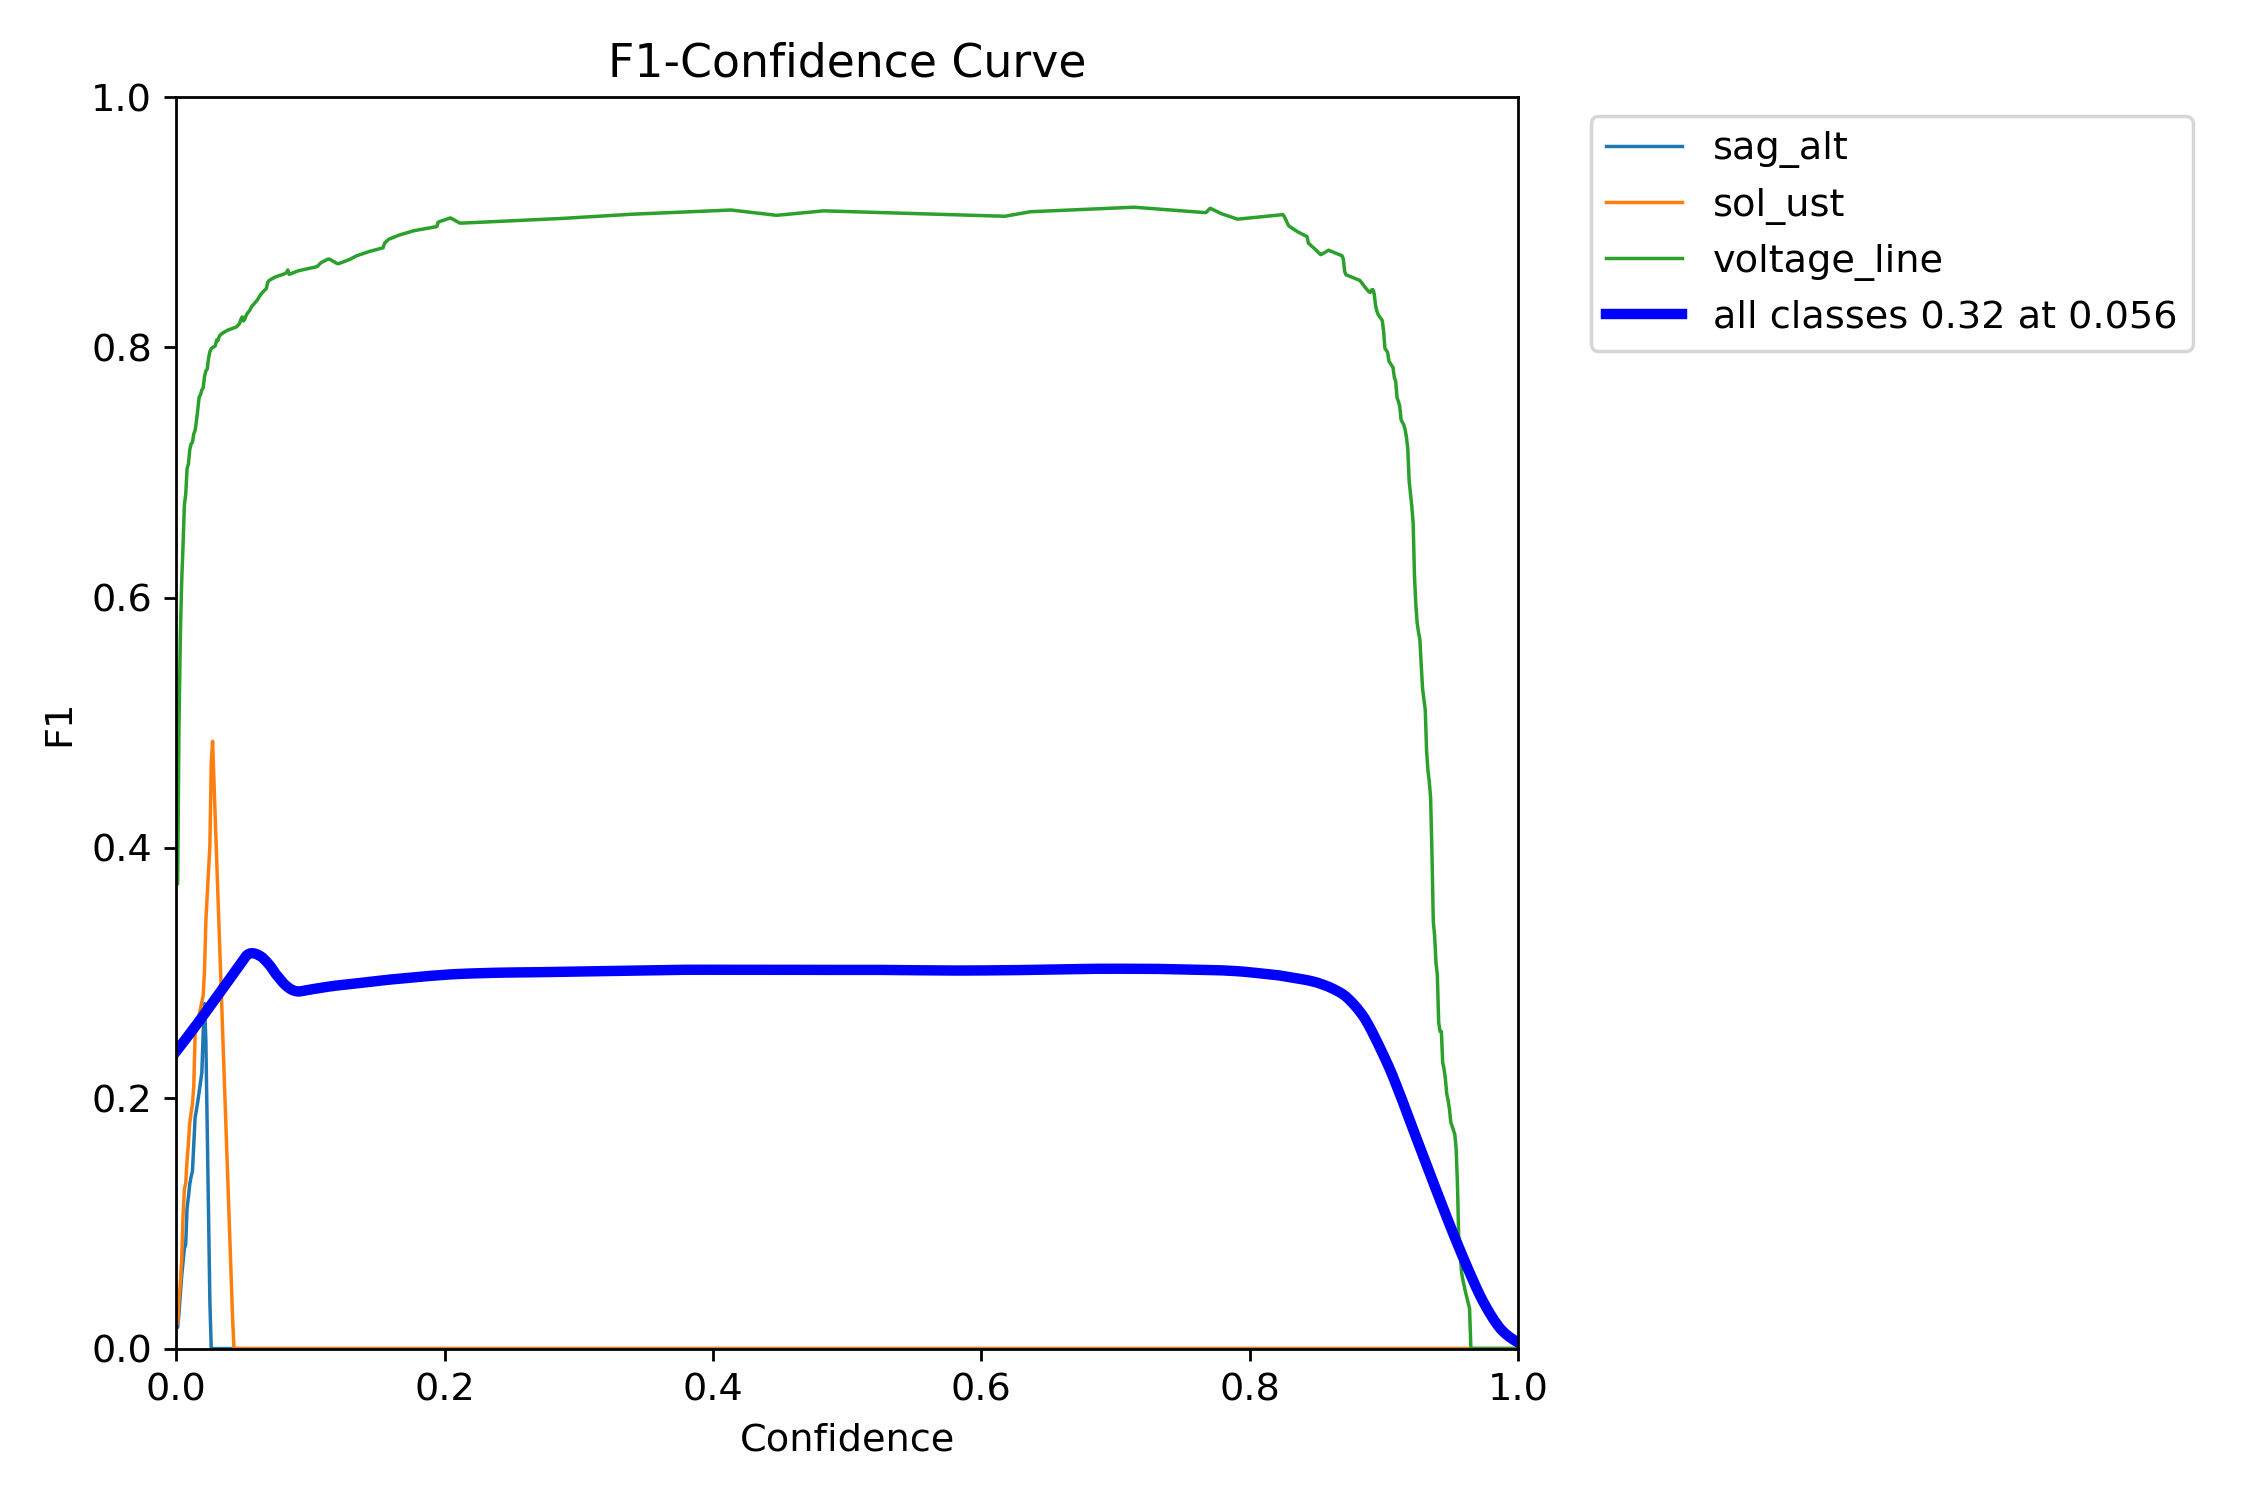 F1-Confidence Curve
1.0
0.8
0.6
0.4
0.2
0.0
F1
0.0 0.2 0.4 0.6 0.8 1.0
Confidence
sag_alt
sol_ust
voltage_line
all classes 0.32 at 0.056